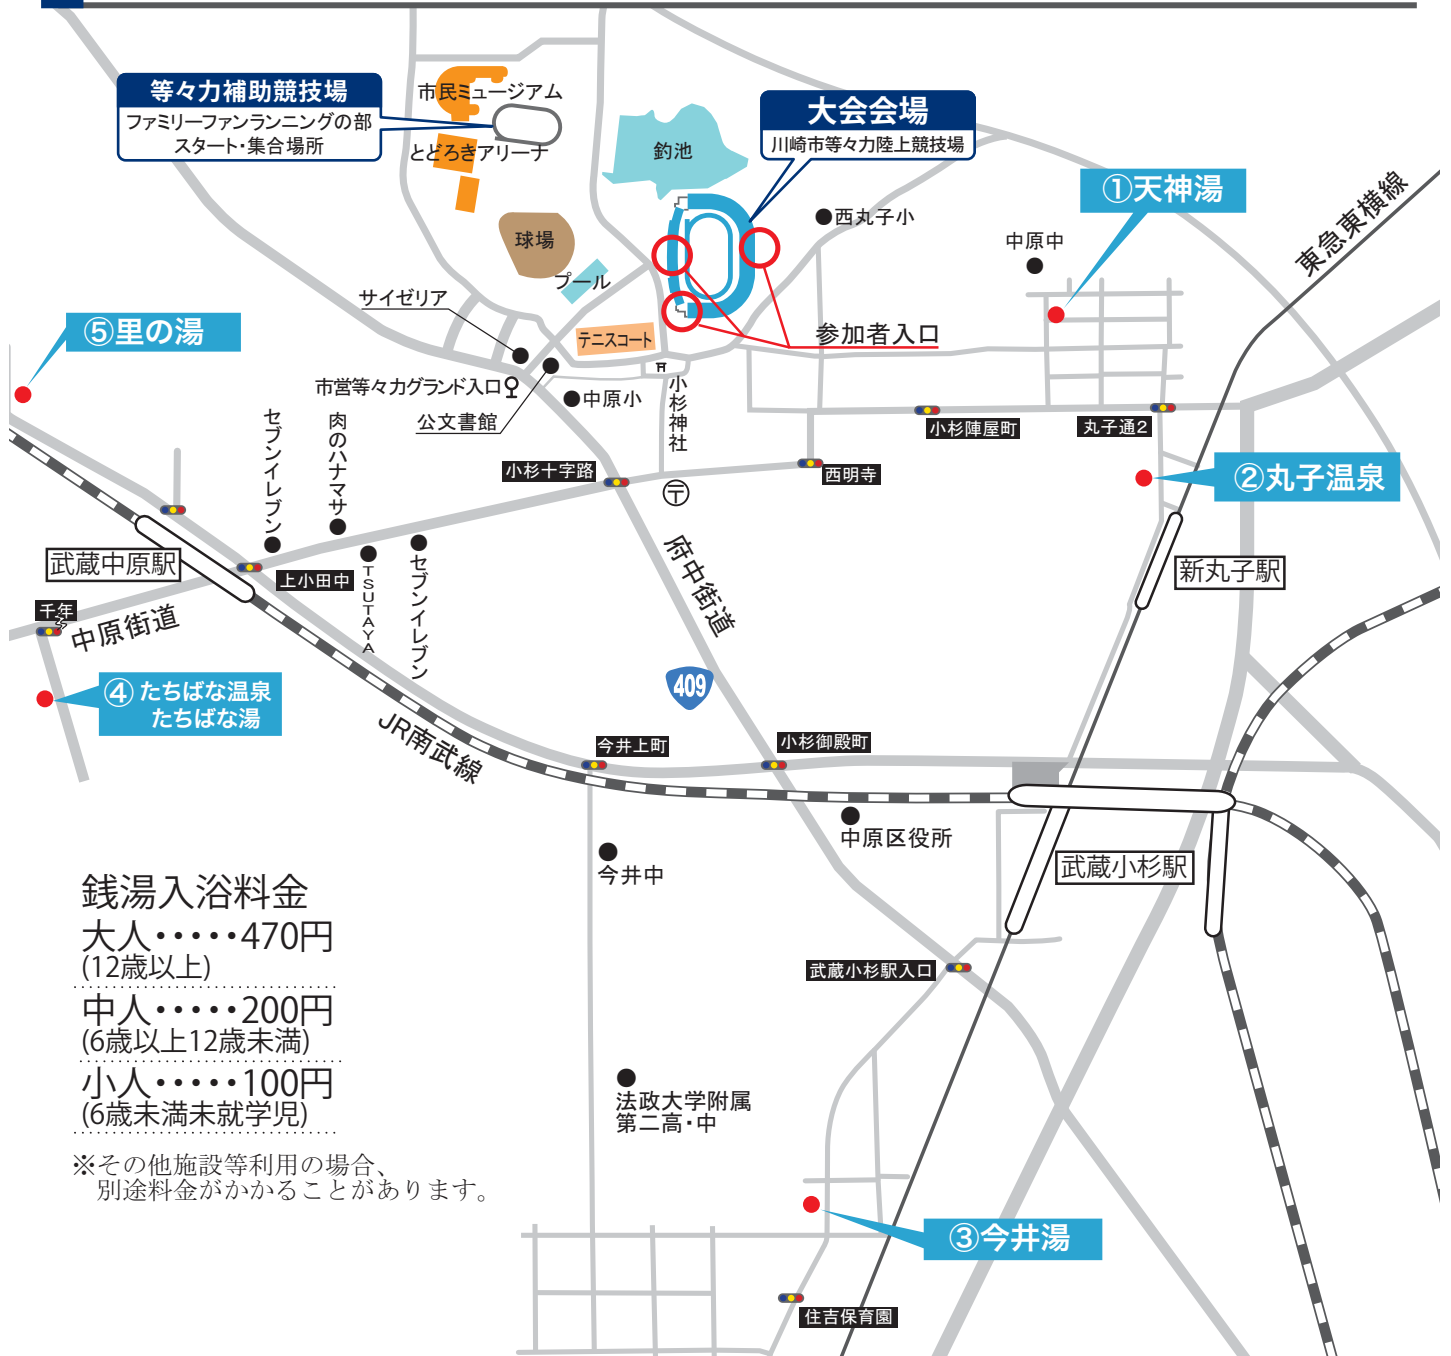 等々力補助競技場
ファミリーファンランニングの部
スタート・集合場所
市民ミュージアム
とどろきアリーナ
釣池
大会会場
川崎市等々力陸上競技場
西丸子小
①天神湯
中原中
東急東横線
球場
プール
サイゼリア
テニスコート
参加者入口
⑤里の湯
市営等々力グランド入口
公文書館
中原小
小杉神社
小杉陣屋町
丸子通2
セブンイレブン
肉のハナマサ
小杉十字路
西明寺
〒
②丸子温泉
武蔵中原駅
上小田中
TSUTAYA
セブンイレブン
府中街道
新丸子駅
千年
中原街道
④たちばな温泉
たちばな湯
409
JR南武線
今井上町
小杉御殿町
中原区役所
今井中
武蔵小杉駅
銭湯入浴料金
大人・・・・・470円
(12歳以上)
中人・・・・・200円
(6歳以上12歳未満)
小人・・・・・100円
(6歳未満未就学児)
※その他施設等利用の場合、
別途料金がかかることがあります。
武蔵小杉駅入口
法政大学附属
第二高・中
③今井湯
住吉保育園